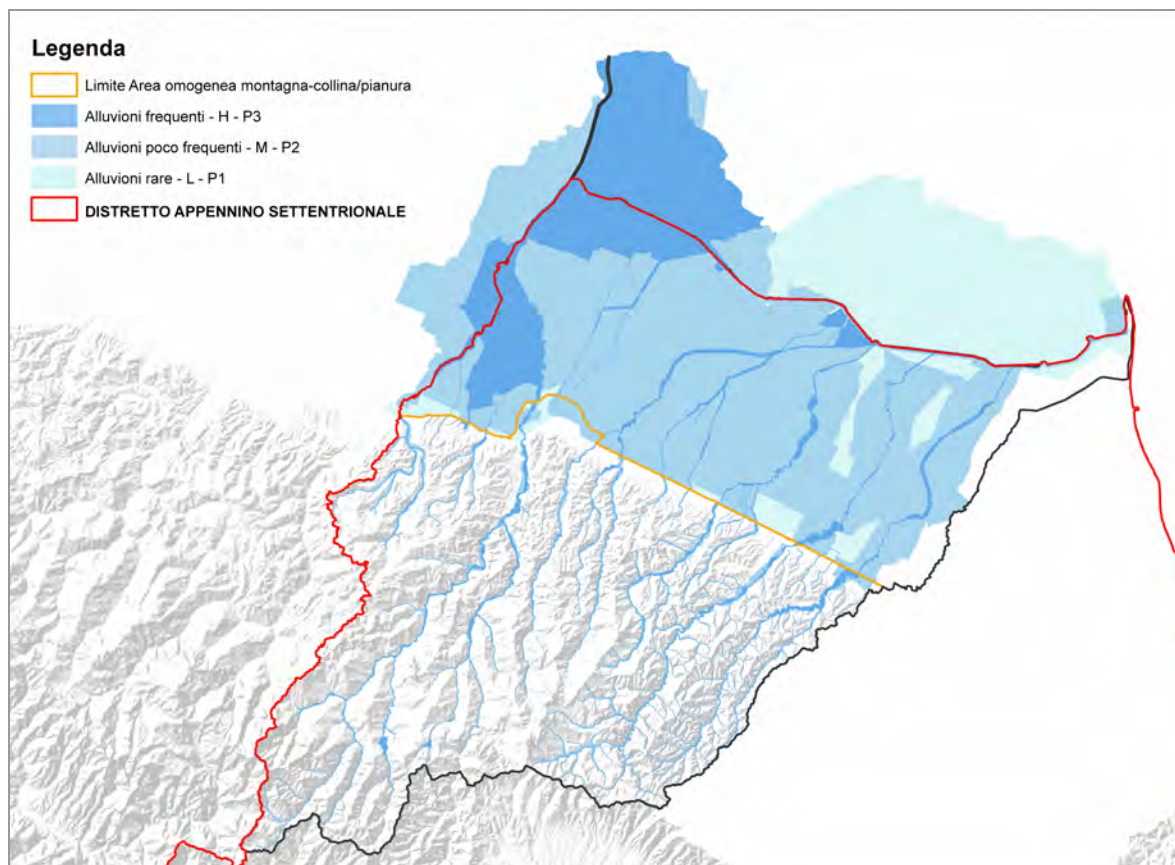 Legenda
Limite Area omogenea montagna-collina/pianura
Alluvioni frequenti - H - P3
Alluvioni poco frequenti - M - P2
Alluvioni rare - L - P1
DISTRETTO APPENNINO SETTENTRIONALE